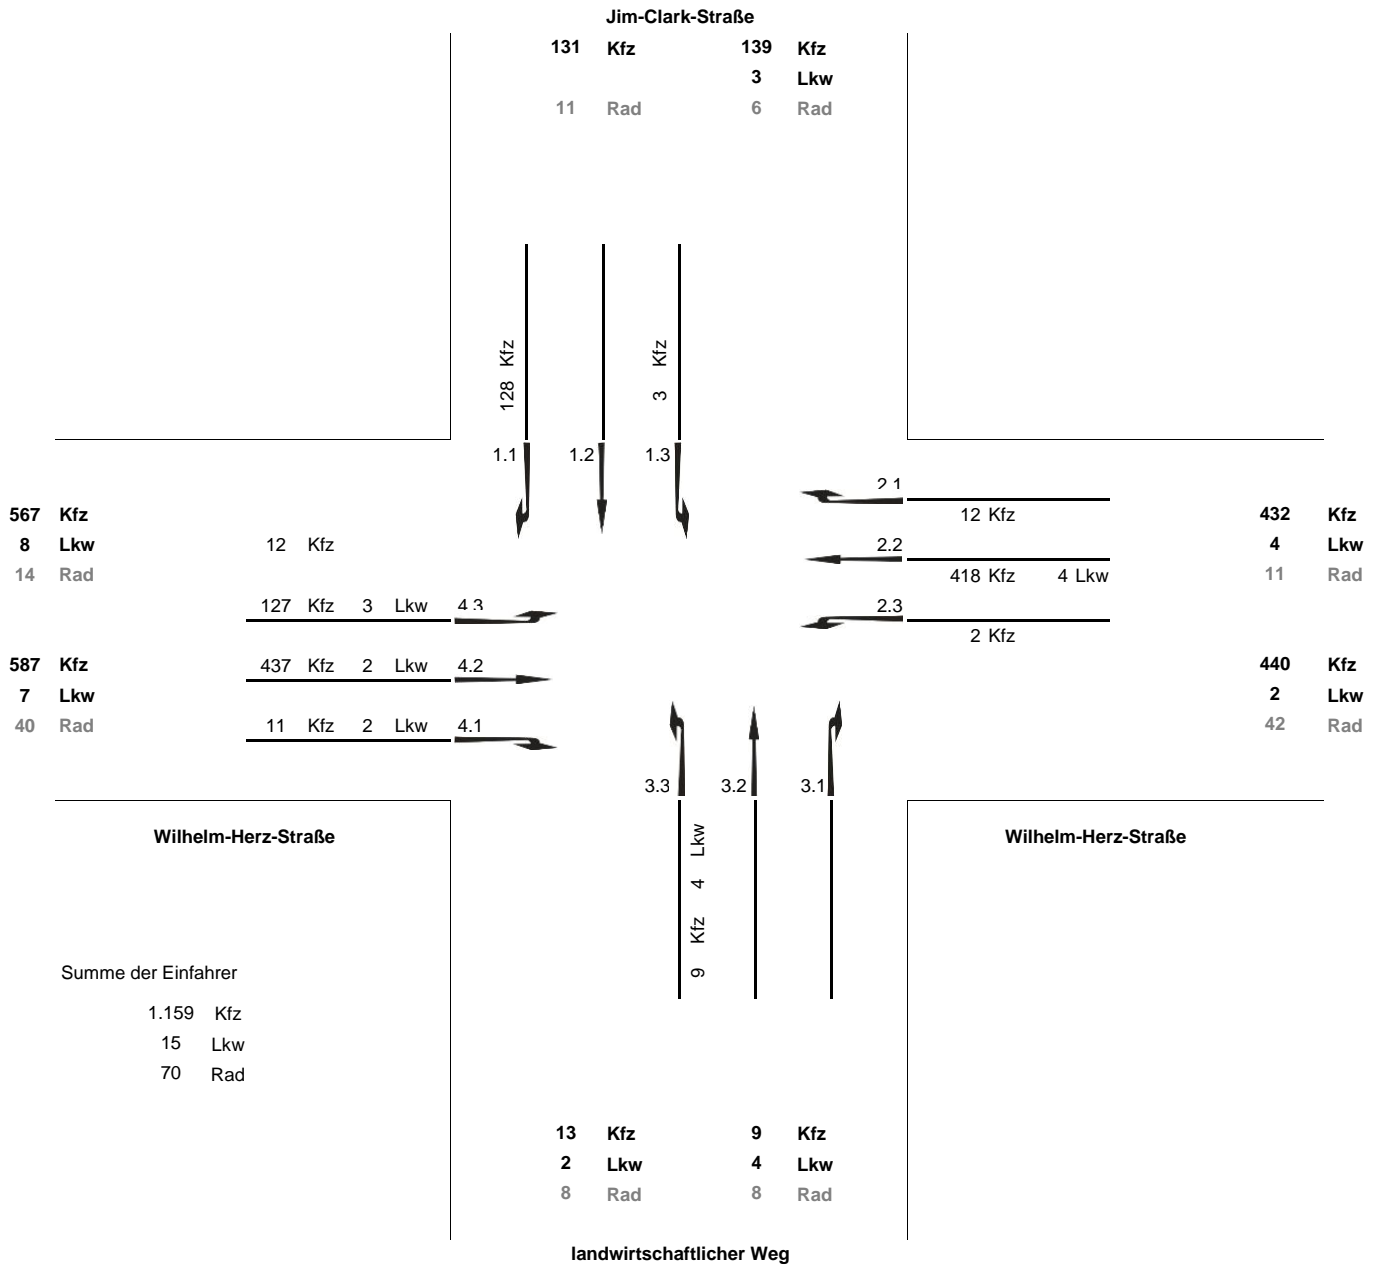 Jim-Clark-Straße
131 Kfz 139 Kfz
3 Lkw
11 Rad 6 Rad
128 Kfz
3 Kfz
1.1 1.2 1.3
2.1
12 Kfz
2.2
418 Kfz 4 Lkw
2.3
2 Kfz
567 Kfz
8 Lkw
14 Rad
12 Kfz
127 Kfz 3 Lkw 4.3
437 Kfz 2 Lkw 4.2
11 Kfz 2 Lkw 4.1
587 Kfz
7 Lkw
40 Rad
432 Kfz
4 Lkw
11 Rad
440 Kfz
2 Lkw
42 Rad
3.3 3.2 3.1
9 Kfz 4 Lkw
Wilhelm-Herz-Straße Wilhelm-Herz-Straße
Summe der Einfahrer
1.159 Kfz
15 Lkw
70 Rad
13 Kfz 9 Kfz
2 Lkw 4 Lkw
8 Rad 8 Rad
landwirtschaftlicher Weg